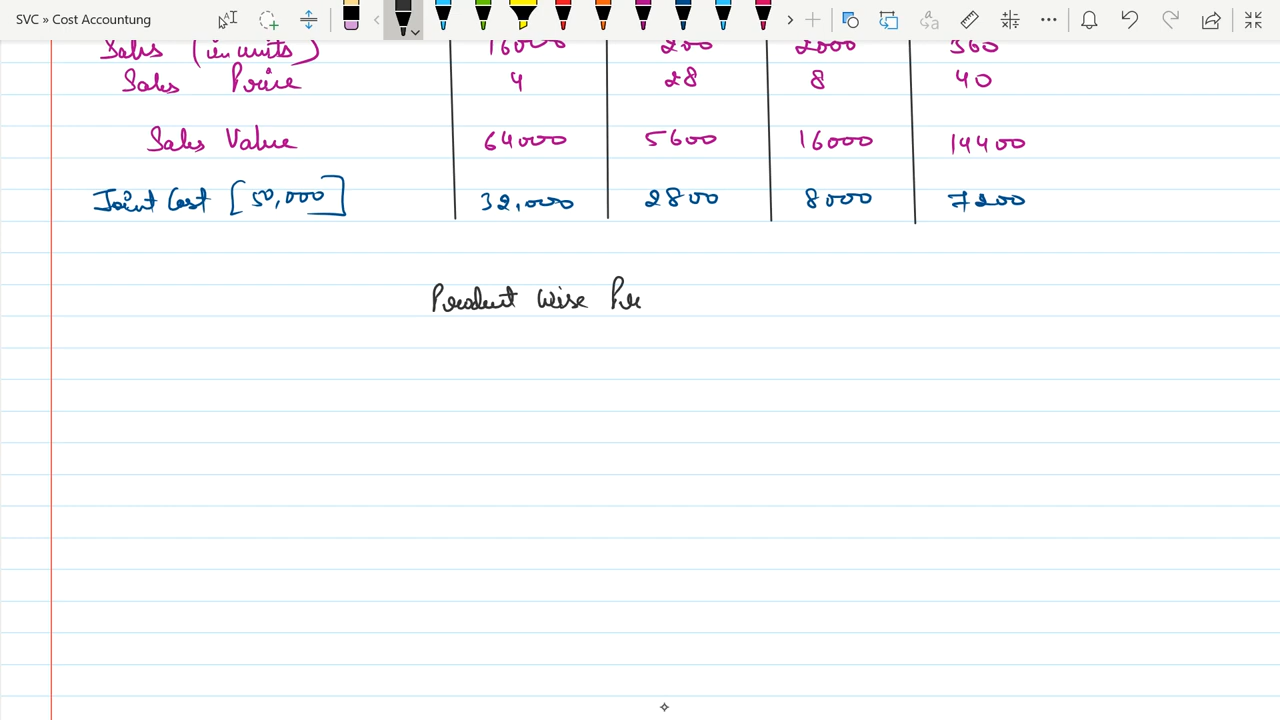 SVC » Cost Accountung
Sales (in units) 16000 200 2000 360
Sales Price 4 28 8 40
Sales Value 64000 5600 16000 14400
Joint Cost [50,000] 32,000 2800 8000 7200
Product Wise Pr